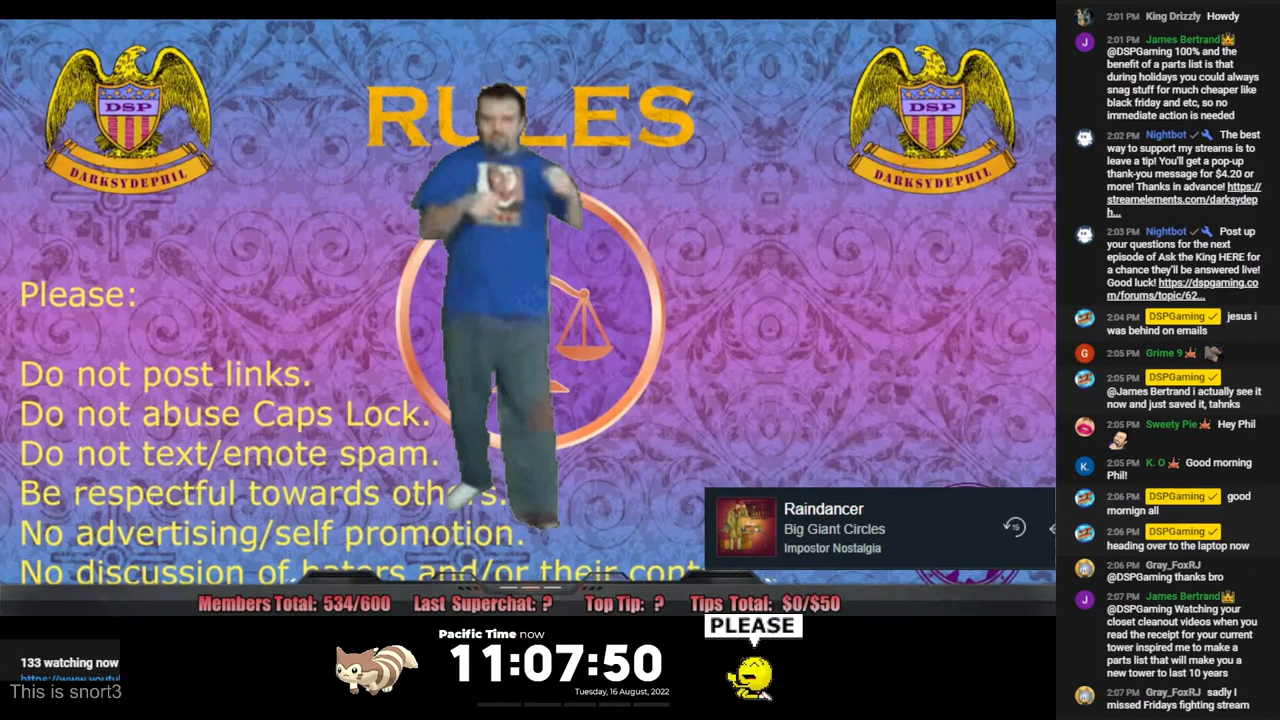 DSP
DARKSYDEPHIL
RULES
DSP
DARKSYDEPHIL
Please:
Do not post links.
Do not abuse Caps Lock.
Do not text/emote spam.
Be respectful towards others.
No advertising/self promotion.
No discussion of haters and/or their cont
Raindancer
Big Giant Circles
Impostor Nostalgia
15
Members Total: 534/600
Last Superchat: ?
Top Tip: ?
Tips Total: $0/$50
PLEASE
Pacific Time now
11:07:50
Tuesday, 16 August, 2022
133 watching now
This is snort3
2:01 PM King Drizzly Howdy
J
2:01 PM James Bertrand
@DSPGaming 100% and the
benefit of a parts list is that
during holidays you could always
snag stuff for much cheaper like
black friday and etc, so no
immediate action is needed
2:02 PM Nightbot The best
way to support my streams is to
leave a tip! You'll get a pop-up
thank-you message for $4.20 or
more! Thanks in advance! https://
streamelements.com/darksydep
h...
2:03 PM Nightbot Post up
your questions for the next
episode of Ask the King HERE for
a chance they'll be answered live!
Good luck! https://dspgaming.co
m/forums/topic/62...
2:04 PM DSPGaming jesus i
was behind on emails
G
2:05 PM Grime 9
2:05 PM DSPGaming
@James Bertrand i actually see it
now and just saved it, tahnks
2:05 PM Sweety Pie Hey Phil
K.
2:05 PM K. O Good morning
Phil!
2:06 PM DSPGaming good
mornign all
2:06 PM DSPGaming
heading over to the laptop now
2:06 PM Gray_FoxRJ
@DSPGaming thanks bro
J
2:07 PM James Bertrand
@DSPGaming Watching your
closet cleanout videos when you
read the receipt for your current
tower inspired me to make a
parts list that will make you a
new tower to last 10 years
2:07 PM Gray_FoxRJ sadly I
missed Fridays fighting stream